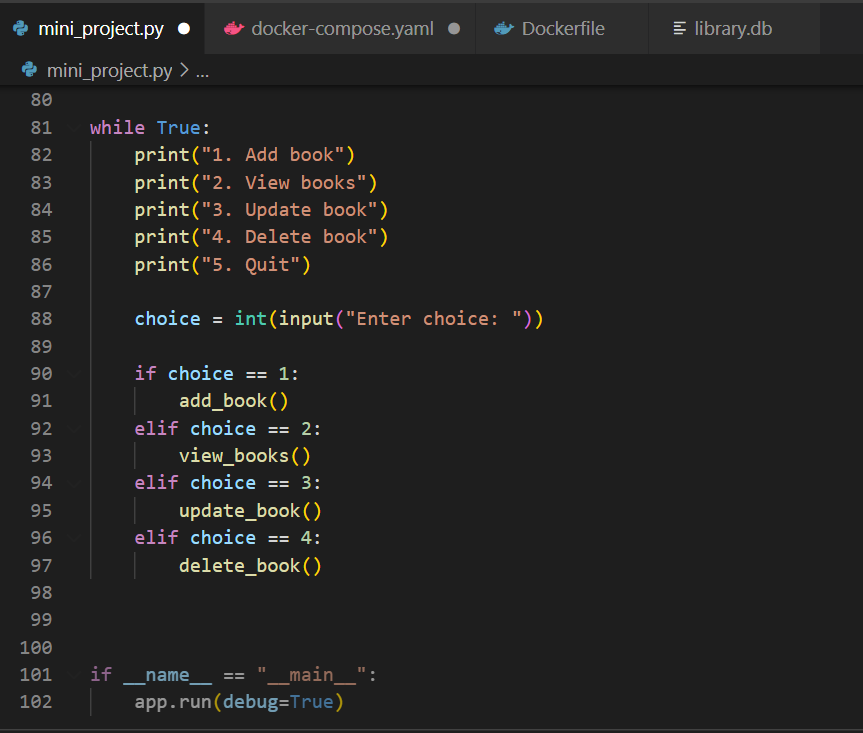 mini_project.py docker-compose.yaml Dockerfile library.db
mini_project.py > ...
80
81 while True:
82     print("1. Add book")
83     print("2. View books")
84     print("3. Update book")
85     print("4. Delete book")
86     print("5. Quit")
87
88     choice = int(input("Enter choice: "))
89
90     if choice == 1:
91         add_book()
92     elif choice == 2:
93         view_books()
94     elif choice == 3:
95         update_book()
96     elif choice == 4:
97         delete_book()
98
99
100
101 if __name__ == "__main__":
102     app.run(debug=True)